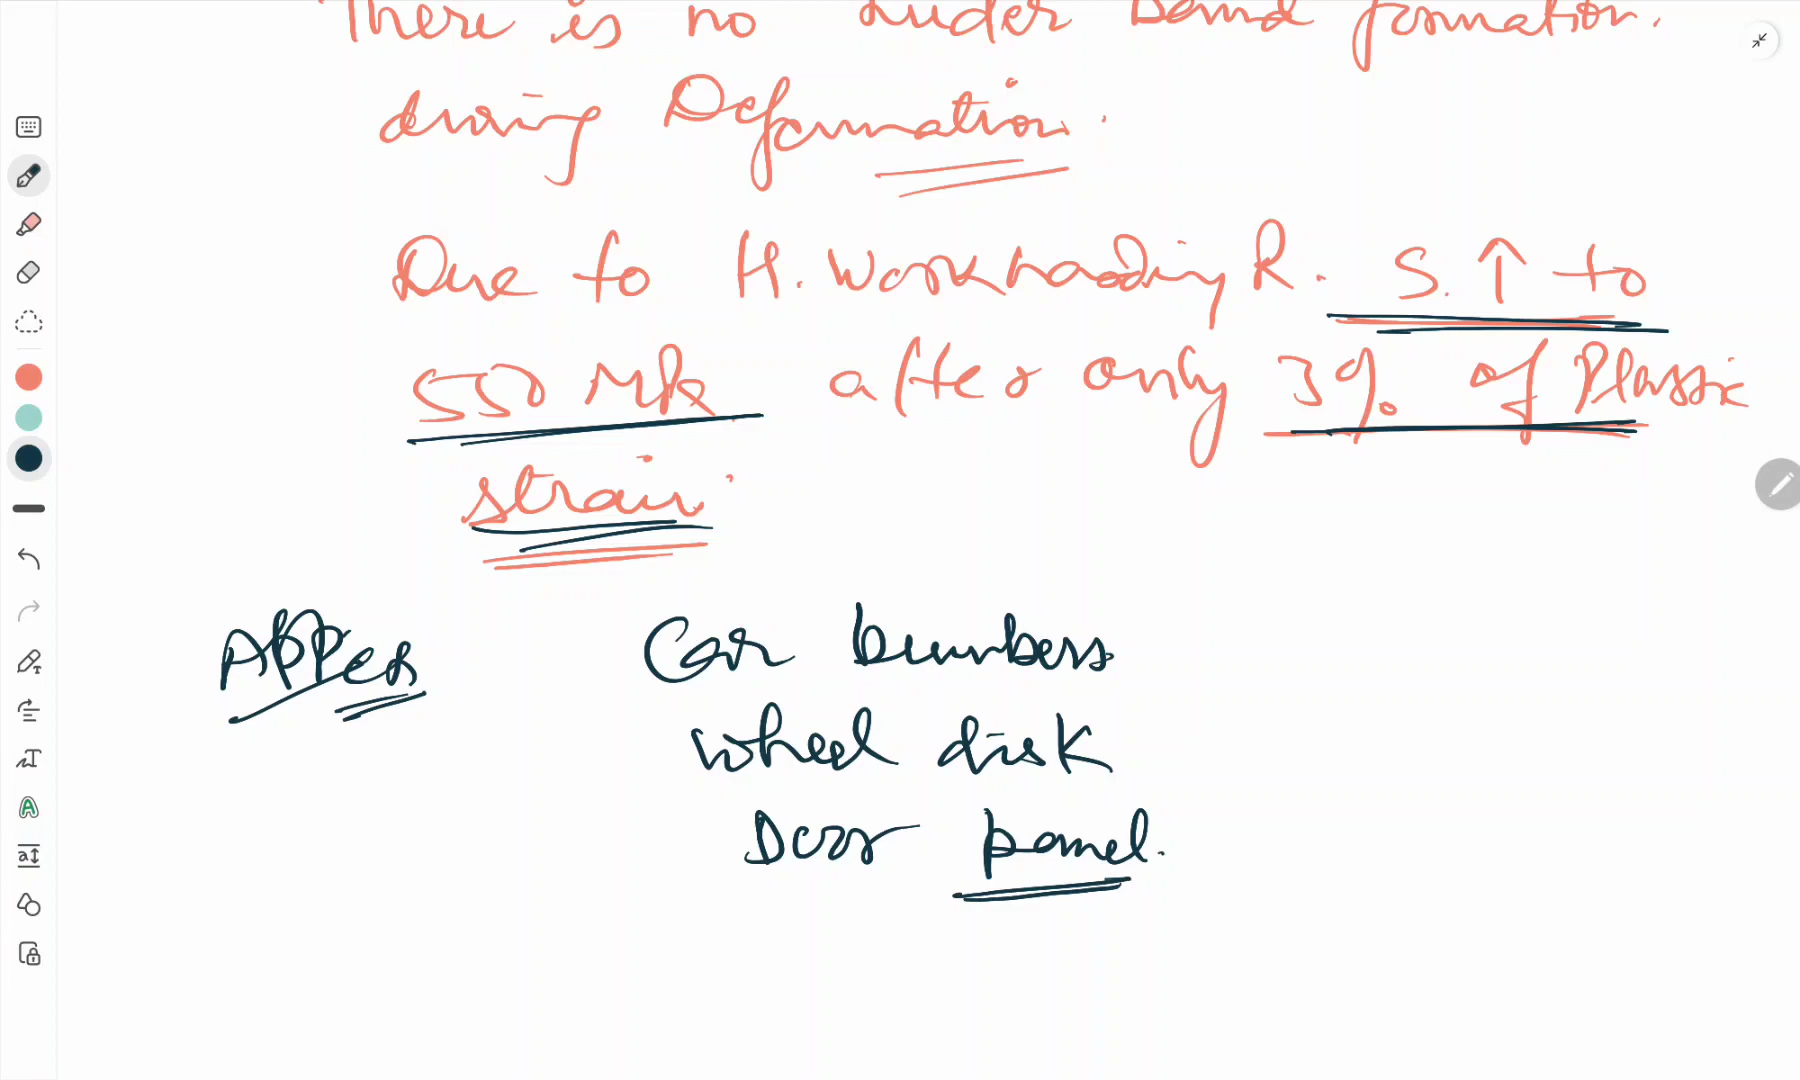 There is no Luder Band formation.
during Deformation.
Due to H. workhardening R. S. ↑ to
550 MPa after only 3% of Plastic
strain.
Car bumbers
wheel disk
Door panel.